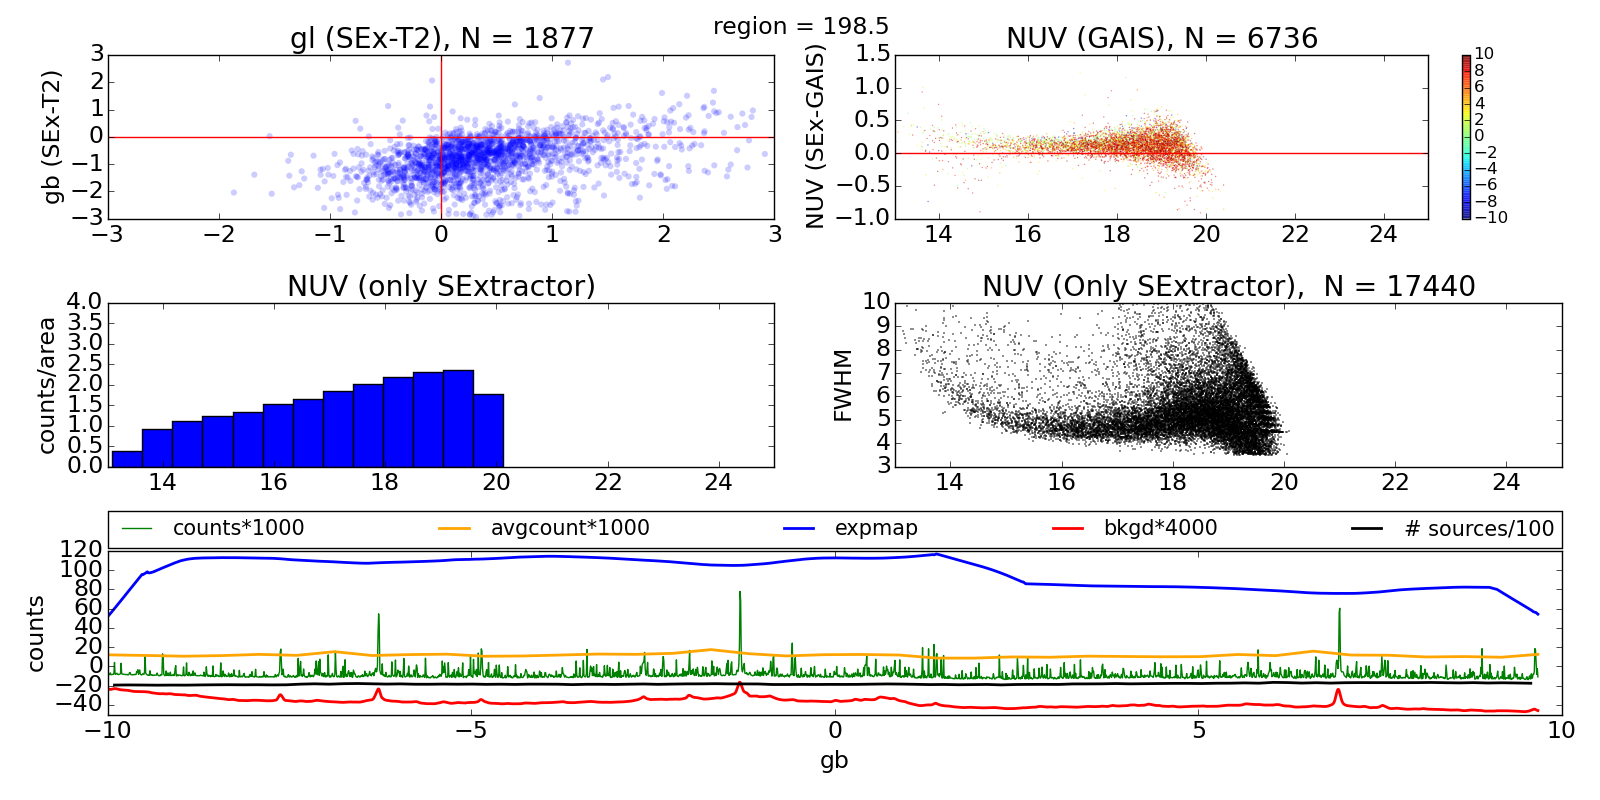 region = 198.5
gl (SEx-T2), N = 1877
NUV (GAIS), N = 6736
gb (SEx-T2)
3
2
1
0
−1
−2
−3
−3 −2 −1 0 1 2 3
NUV (SEx-GAIS)
1.5
1.0
0.5
0.0
−0.5
−1.0
14 16 18 20 22 24
10
8
6
4
2
0
−2
−4
−6
−8
−10
NUV (only SExtractor)
counts/area
4.0
3.5
3.0
2.5
2.0
1.5
1.0
0.5
0.0
14 16 18 20 22 24
NUV (Only SExtractor), N = 17440
FWHM
10
9
8
7
6
5
4
3
14 16 18 20 22 24
counts*1000 avgcount*1000 expmap bkgd*4000 # sources/100
counts
120
100
80
60
40
20
0
−20
−40
−10 −5 0 5 10
gb